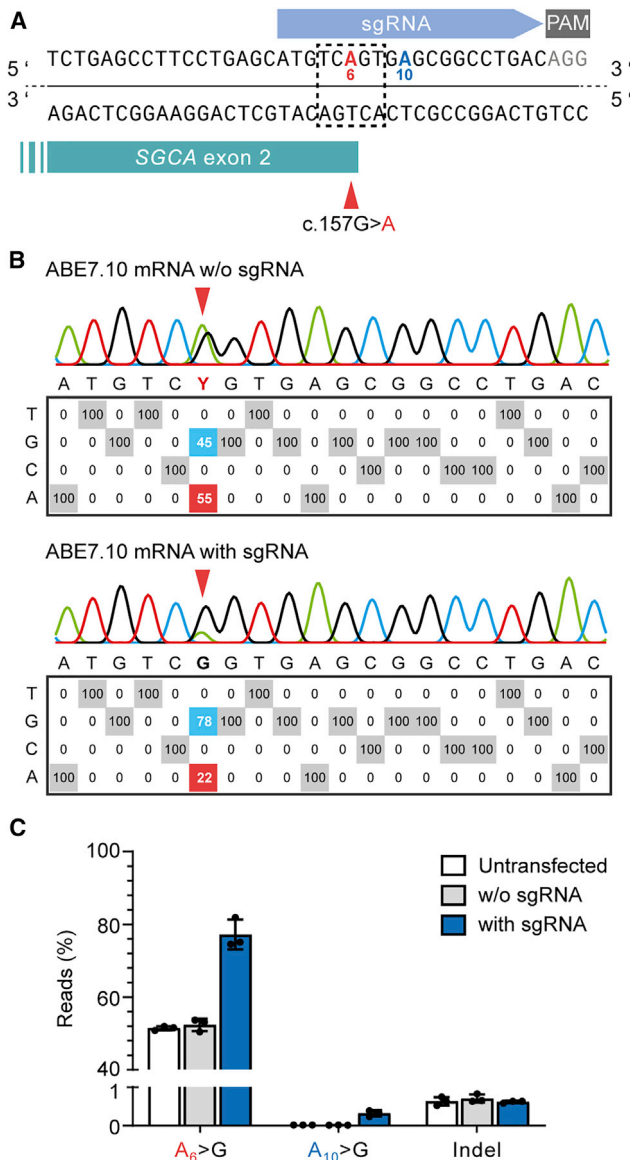 A
sgRNA
PAM
TCTGAGCCTTCCTGAGCATGTCAGTGAGCGGCCTGACAGG
5 ‘ 6 10 3 ‘
3 ‘ 5 ‘
AGACTCGGAAGGACTCGTACAGTCACTCGCCGGACTGTCC
SGCA exon 2
c.157G>A
B
ABE7.10 mRNA w/o sgRNA
A T G T C Y G T G A G C G G C C T G A C
T 0 100 0 100 0 0 0 100 0 0 0 0 0 0 0 0 100 0 0 0
G 0 0 100 0 0 45 100 0 100 0 100 0 100 100 0 0 0 100 0 0
C 0 0 0 0 100 0 0 0 0 0 0 100 0 0 100 100 0 0 0 100
A 100 0 0 0 0 55 0 0 0 100 0 0 0 0 0 0 0 0 100 0
ABE7.10 mRNA with sgRNA
A T G T C G G T G A G C G G C C T G A C
T 0 100 0 100 0 0 0 100 0 0 0 0 0 0 0 0 100 0 0 0
G 0 0 100 0 0 78 100 0 100 0 100 0 100 100 0 0 0 100 0 0
C 0 0 0 0 100 0 0 0 0 0 0 100 0 0 100 100 0 0 0 100
A 100 0 0 0 0 22 0 0 0 100 0 0 0 0 0 0 0 0 100 0
C
Reads (%)
100
80
60
40
1
0
Untransfected
w/o sgRNA
with sgRNA
A6>G A10>G Indel